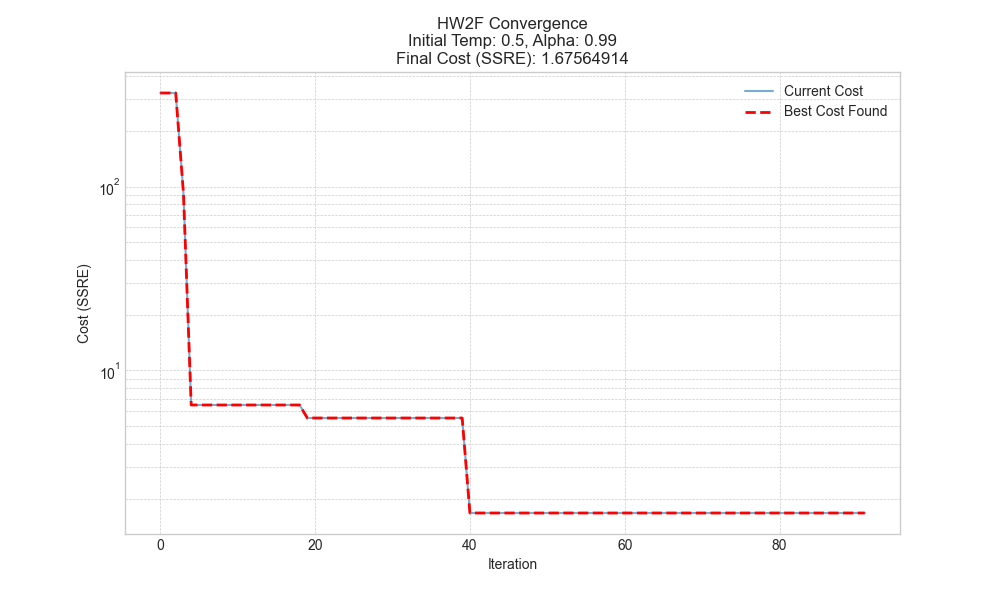 HW2F Convergence
Initial Temp: 0.5, Alpha: 0.99
Final Cost (SSRE): 1.67564914
Current Cost
Best Cost Found
10²
10¹
Cost (SSRE)
0 20 40 60 80
Iteration